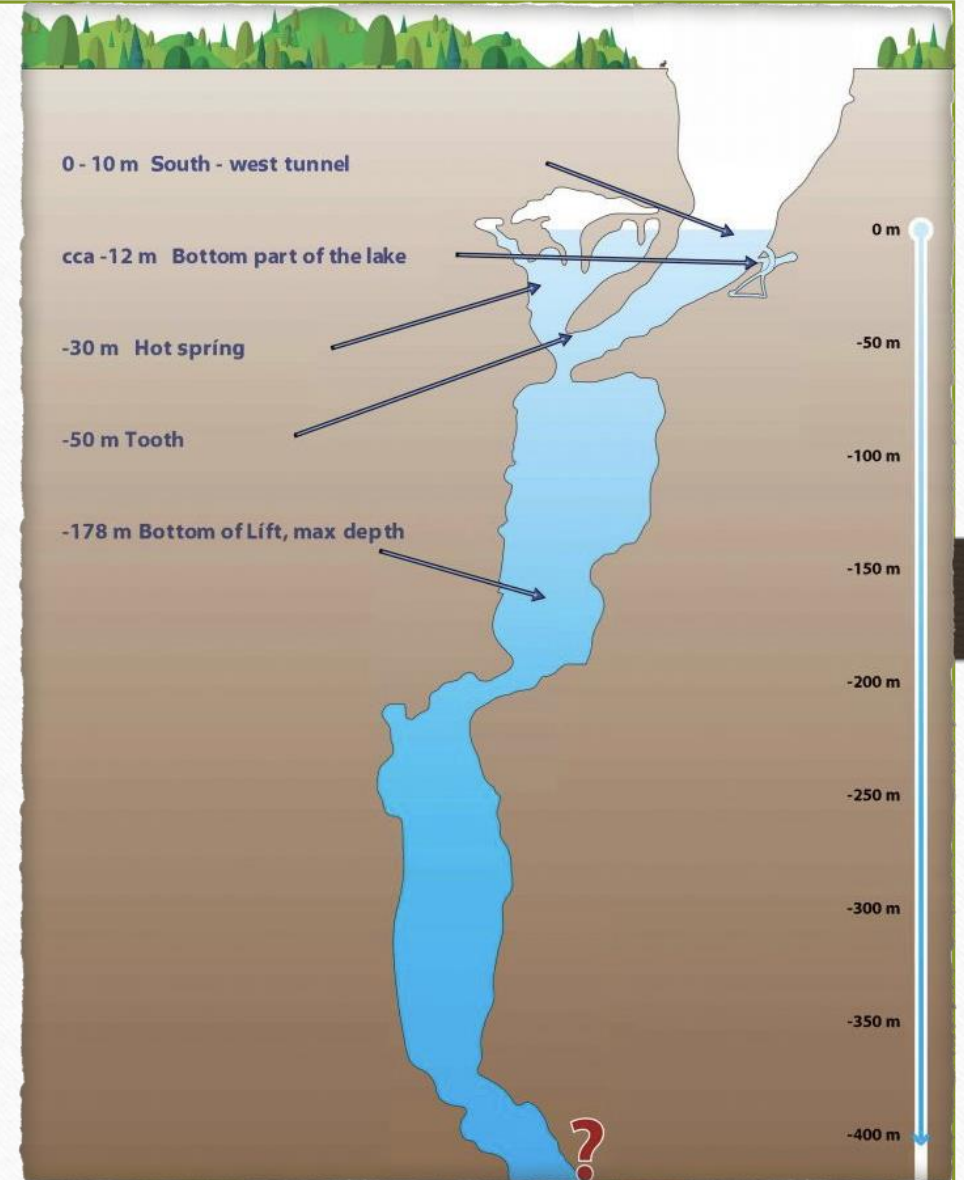 0 - 10 m South - west tunnel
cca -12 m Bottom part of the lake
-30 m Hot spríng
-50 m Tooth
-178 m Bottom of Líft, max depth
0 m
-50 m
-100 m
-150 m
-200 m
-250 m
-300 m
-350 m
-400 m
?